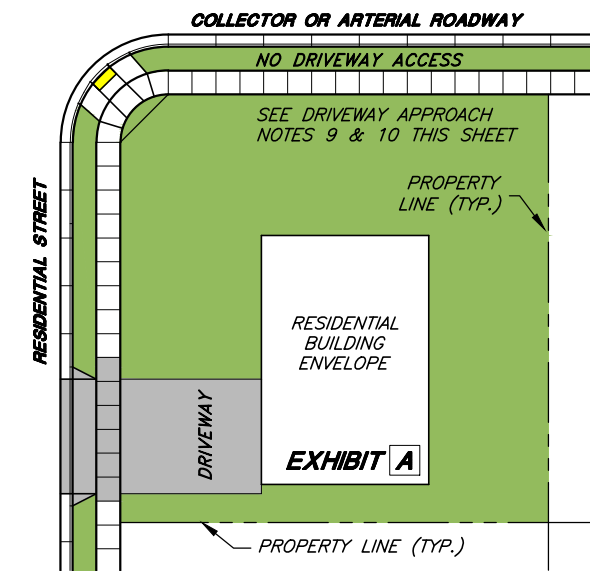 COLLECTOR OR ARTERIAL ROADWAY
NO DRIVEWAY ACCESS
SEE DRIVEWAY APPROACH
NOTES 9 & 10 THIS SHEET
PROPERTY
LINE (TYP.)
RESIDENTIAL STREET
RESIDENTIAL
BUILDING
ENVELOPE
DRIVEWAY
EXHIBIT A
PROPERTY LINE (TYP.)